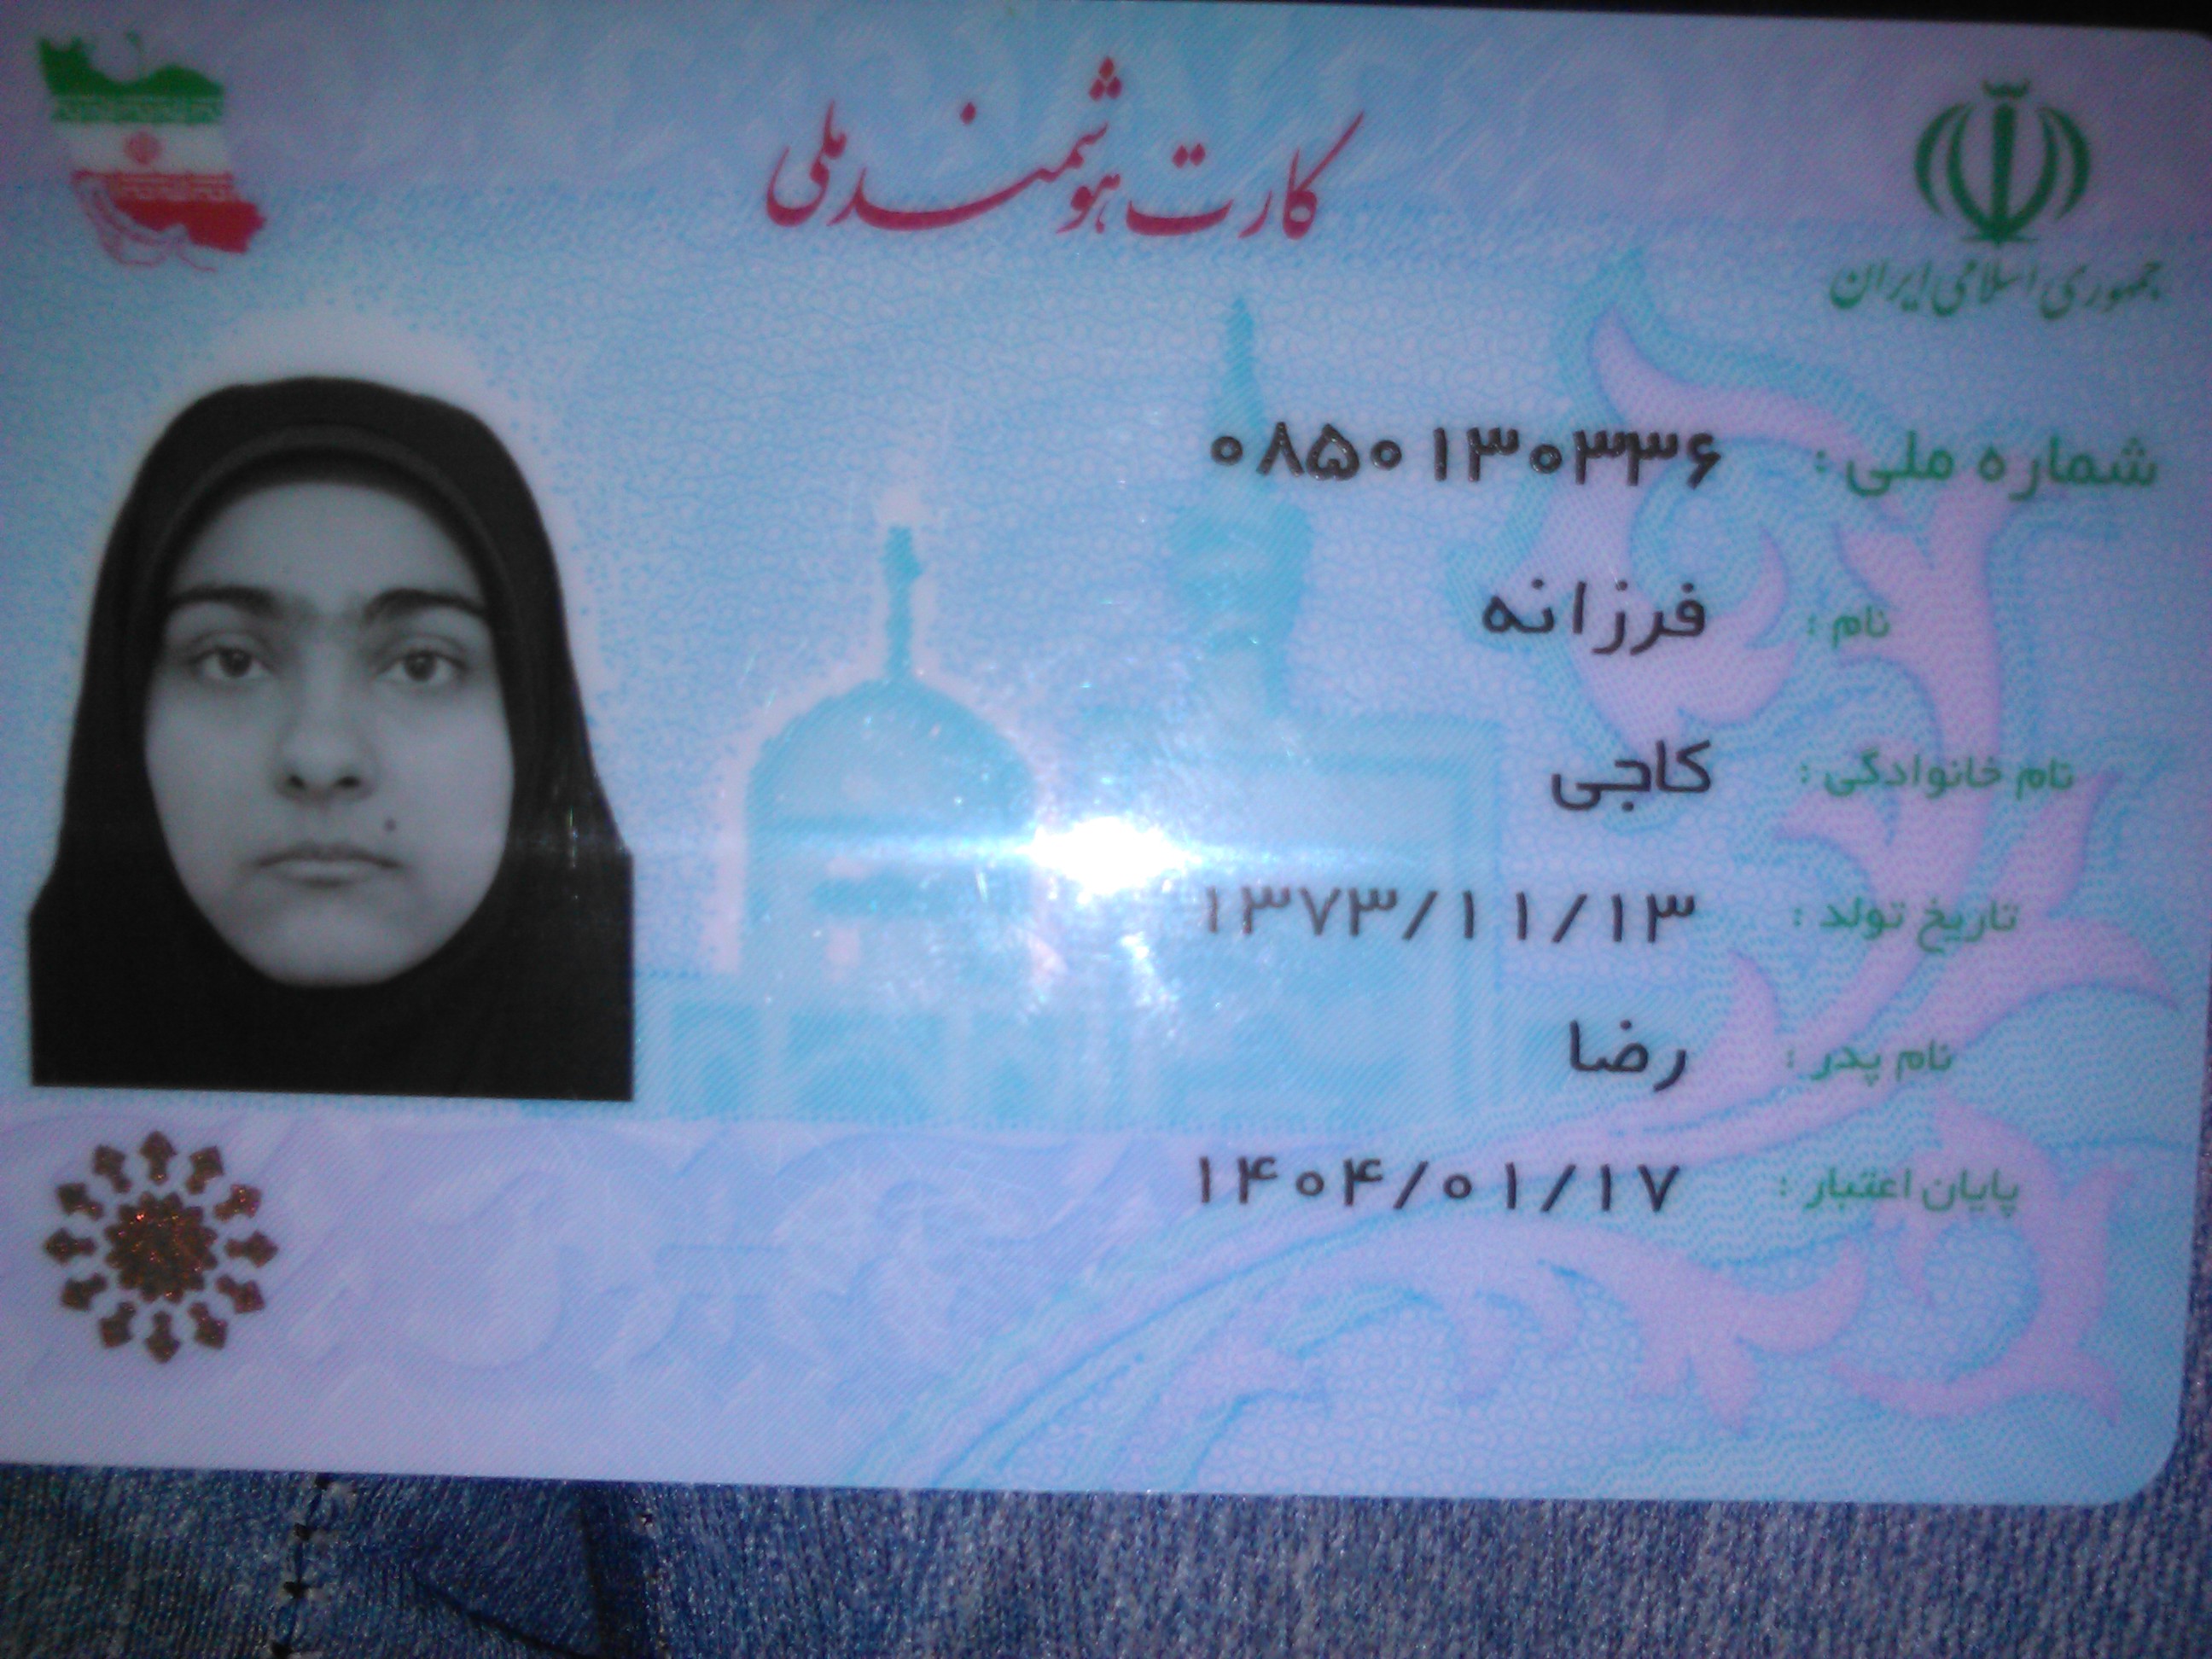 کارت هوشمند ملی
جمهوری اسلامی ایران
شماره ملی : ۰۸۵۰۱۳۰۳۳۶
نام : فرزانه
نام خانوادگی : کاجی
تاریخ تولد : ۱۳۷۳/۱۱/۱۳
نام پدر : رضا
پایان اعتبار : ۱۴۰۴/۰۱/۱۷